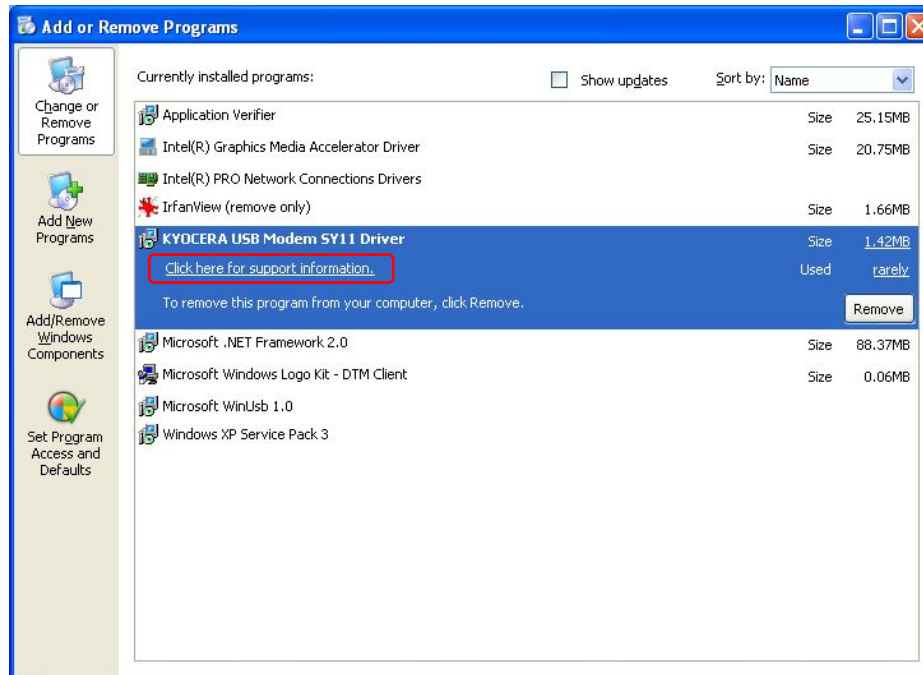 Add or Remove Programs
Change or
Remove
Programs
Add New
Programs
Add/Remove
Windows
Components
Set Program
Access and
Defaults
Currently installed programs:
Show updates
Sort by: Name
Application Verifier Size 25.15MB
Intel(R) Graphics Media Accelerator Driver Size 20.75MB
Intel(R) PRO Network Connections Drivers
IrfanView (remove only) Size 1.66MB
KYOCERA USB Modem SY11 Driver Size 1.42MB
Click here for support information. Used rarely
To remove this program from your computer, click Remove. Remove
Microsoft .NET Framework 2.0 Size 88.37MB
Microsoft Windows Logo Kit - DTM Client Size 0.06MB
Microsoft WinUsb 1.0
Windows XP Service Pack 3